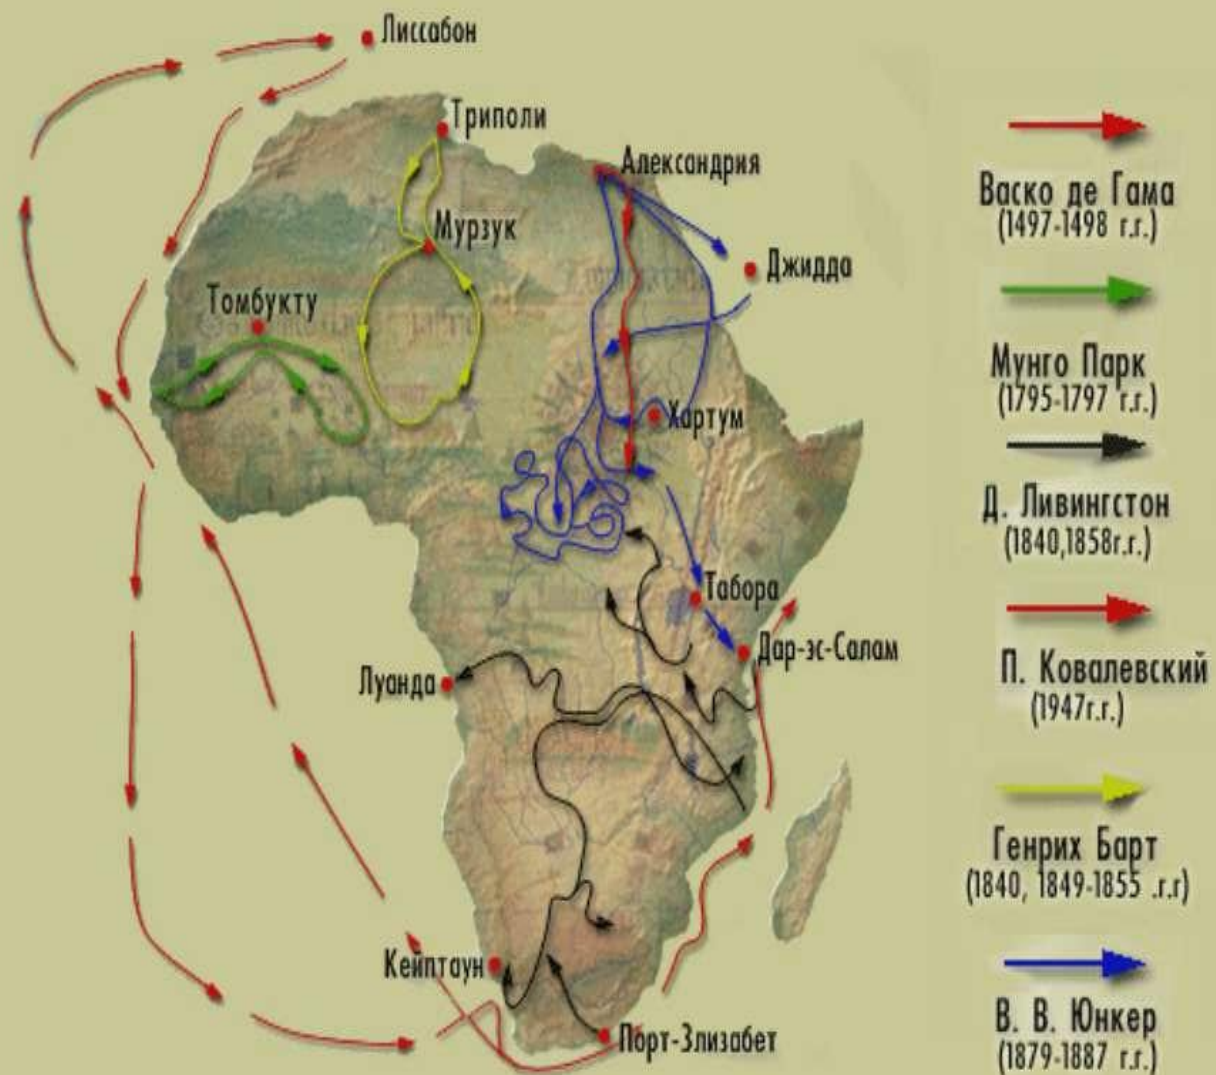 Лиссабон
Триполи
Александрия
Мурзук
Джидда
Томбукту
Хартум
Табора
Дар-эс-Салам
Луанда
Кейптаун
Порт-Злизабет
Васко де Гама
(1497-1498 г.г.)
Мунго Парк
(1795-1797 г.г.)
Д. Ливингстон
(1840,1858г.г.)
П. Ковалевский
(1947г.г.)
Генрих Барт
(1840, 1849-1855 .г.г)
В. В. Юнкер
(1879-1887 г.г.)